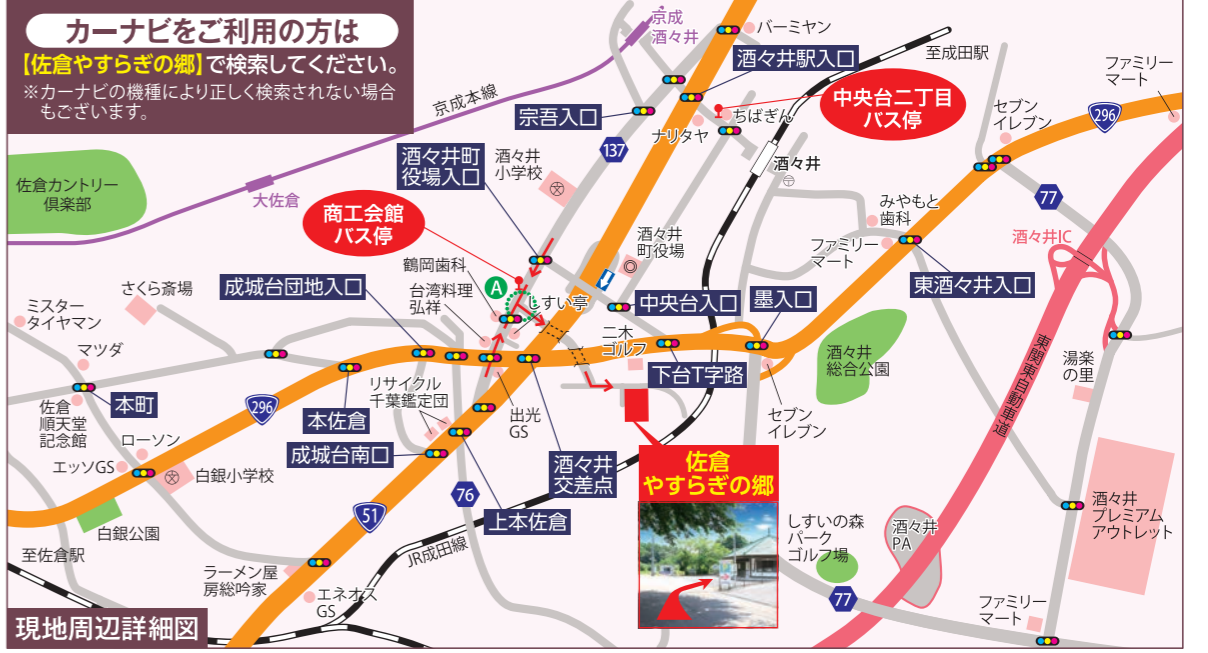 カーナビをご利用の方は
【佐倉やすらぎの郷】で検索してください。
※カーナビの機種により正しく検索されない場合
もございます。
京成
酒々井
バーミヤン
至成田駅
ファミリー
マート
酒々井駅入口
京成本線
宗吾入口
中央台二丁目
バス停
ちばぎん
ナリタヤ
セブン
イレブン
296
137
酒々井町
役場入口
酒々井
小学校
酒々井
佐倉カントリー
倶楽部
大佐倉
77
商工会館
バス停
みやもと
歯科
ファミリー
マート
酒々井IC
酒々井
町役場
鶴岡歯科
A
東酒々井入口
さくら斎場
成城台団地入口
台湾料理
弘祥
しすい亭
中央台入口
墨入口
ミスター
タイヤマン
マツダ
二木
ゴルフ
酒々井
総合公園
下台T字路
東関東自動車道
湯楽
の里
本町
佐倉
順天堂
記念館
296
本佐倉
リサイクル
千葉鑑定団
出光
GS
セブン
イレブン
ローソン
エッソGS
白銀小学校
成城台南口
酒々井
交差点
佐倉
やすらぎの郷
76
上本佐倉
51
白銀公園
至佐倉駅
JR成田線
しすいの森
パーク
ゴルフ場
酒々井
PA
酒々井
プレミアム
アウトレット
ラーメン屋
房総吟家
エネオス
GS
77
ファミリー
マート
現地周辺詳細図